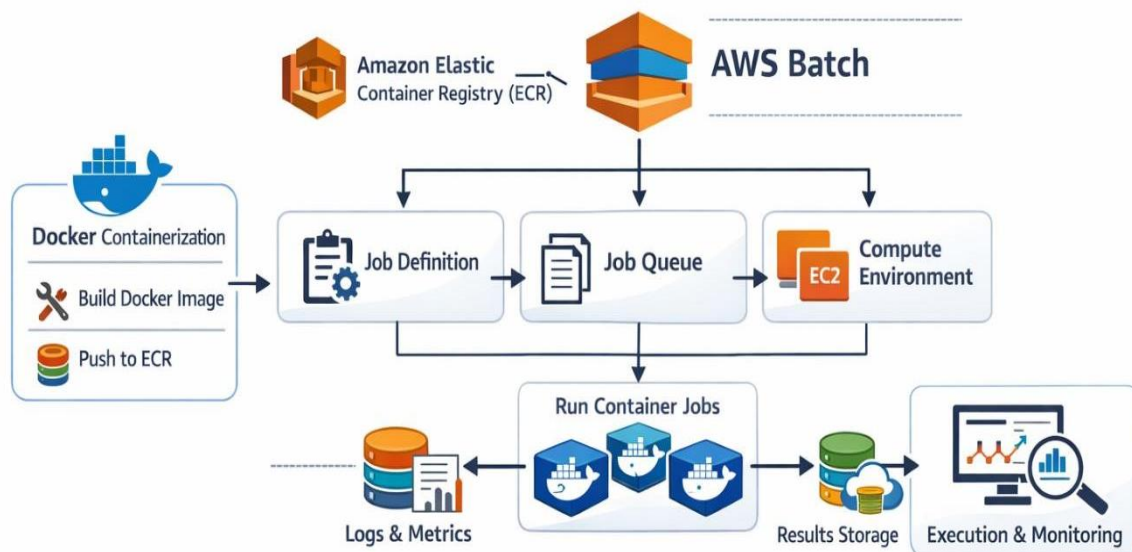 Amazon Elastic
Container Registry (ECR)
AWS Batch
Docker Containerization
Build Docker Image
Push to ECR
Job Definition
Job Queue
EC2
Compute
Environment
Run Container Jobs
Logs & Metrics
Results Storage
Execution & Monitoring